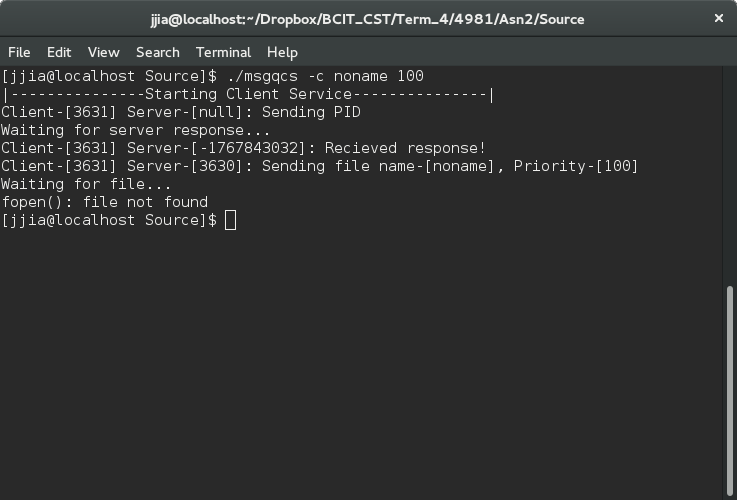 jjia@localhost:~/Dropbox/BCIT_CST/Term_4/4981/Asn2/Source
File Edit View Search Terminal Help
[jjia@localhost Source]$ ./msgqcs -c noname 100
|---------------Starting Client Service---------------|
Client-[3631] Server-[null]: Sending PID
Waiting for server response...
Client-[3631] Server-[-1767843032]: Recieved response!
Client-[3631] Server-[3630]: Sending file name-[noname], Priority-[100]
Waiting for file...
fopen(): file not found
[jjia@localhost Source]$